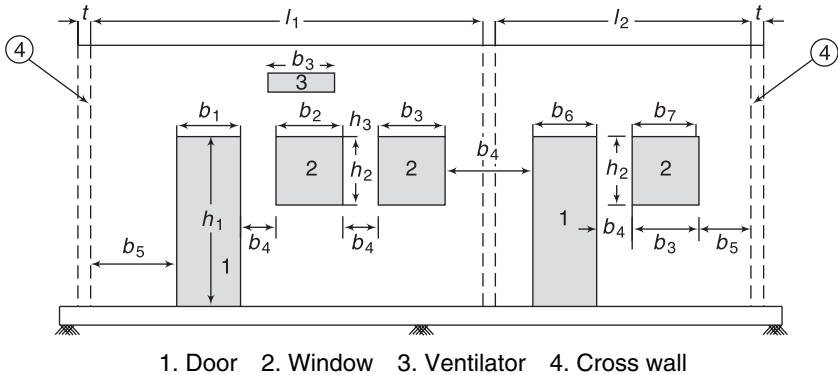 t l1 l2 t
4 4
b3
3
b1 b2 h3 b3 b6 b7
b4
2 h2 2 h2 2
h1 1
b4 b4 b4 b3 b5
b5
1
1. Door 2. Window 3. Ventilator 4. Cross wall